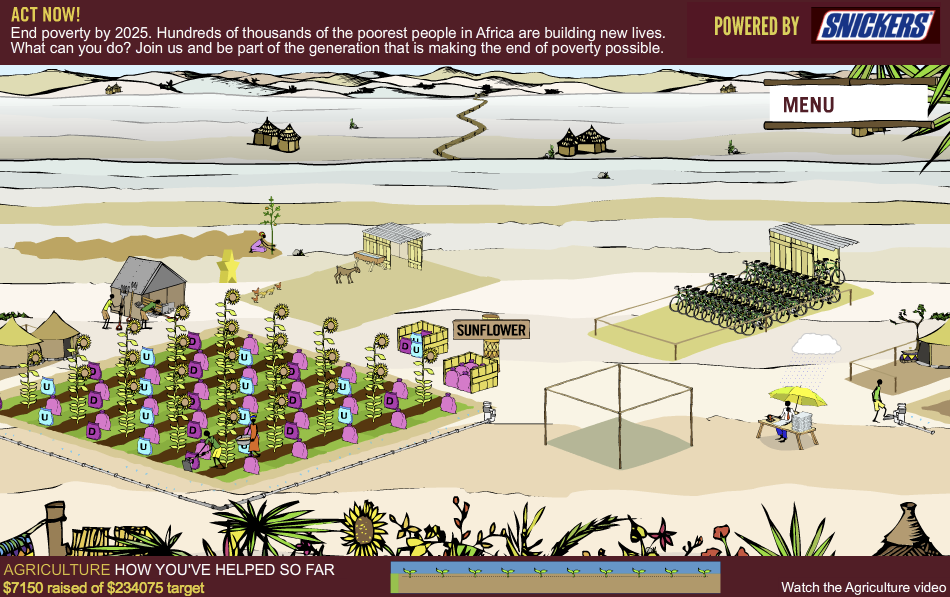 ACT NOW!
End poverty by 2025. Hundreds of thousands of the poorest people in Africa are building new lives.
What can you do? Join us and be part of the generation that is making the end of poverty possible.
POWERED BY
SNICKERS
MENU
SUNFLOWER
D
U
U
D
U
D
U
U
D
U
D
U
D
U
D
U
D
D
U
D
U
U
D
AGRICULTURE HOW YOU'VE HELPED SO FAR
$7150 raised of $234075 target
Watch the Agriculture video